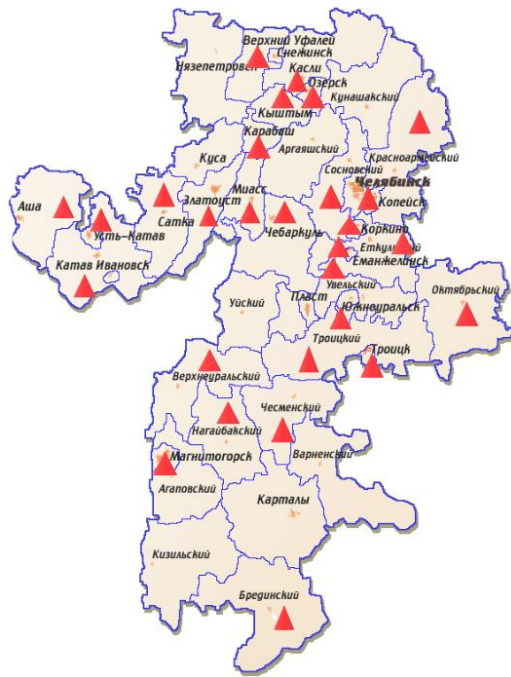 Верхний Уфалей
Снежинск
Нязепетровск
Касли
Озерск
Кунашакский
Кыштым
Карабаш
Аргаяшский
Красноармейский
Куса
Сосновский
Челябинск
Аша
Златоуст
Миасс
Копейск
Сатка
Чебаркуль
Коркино
Усть-Катав
Еткульский
Катав Ивановск
Еманжелинск
Увельский
Октябрьский
Уйский
Пласт
Южноуральск
Троицкий
Троицк
Верхнеуральский
Чесменский
Нагайбакский
Магнитогорск
Варненский
Агаповский
Карталы
Кизильский
Брединский